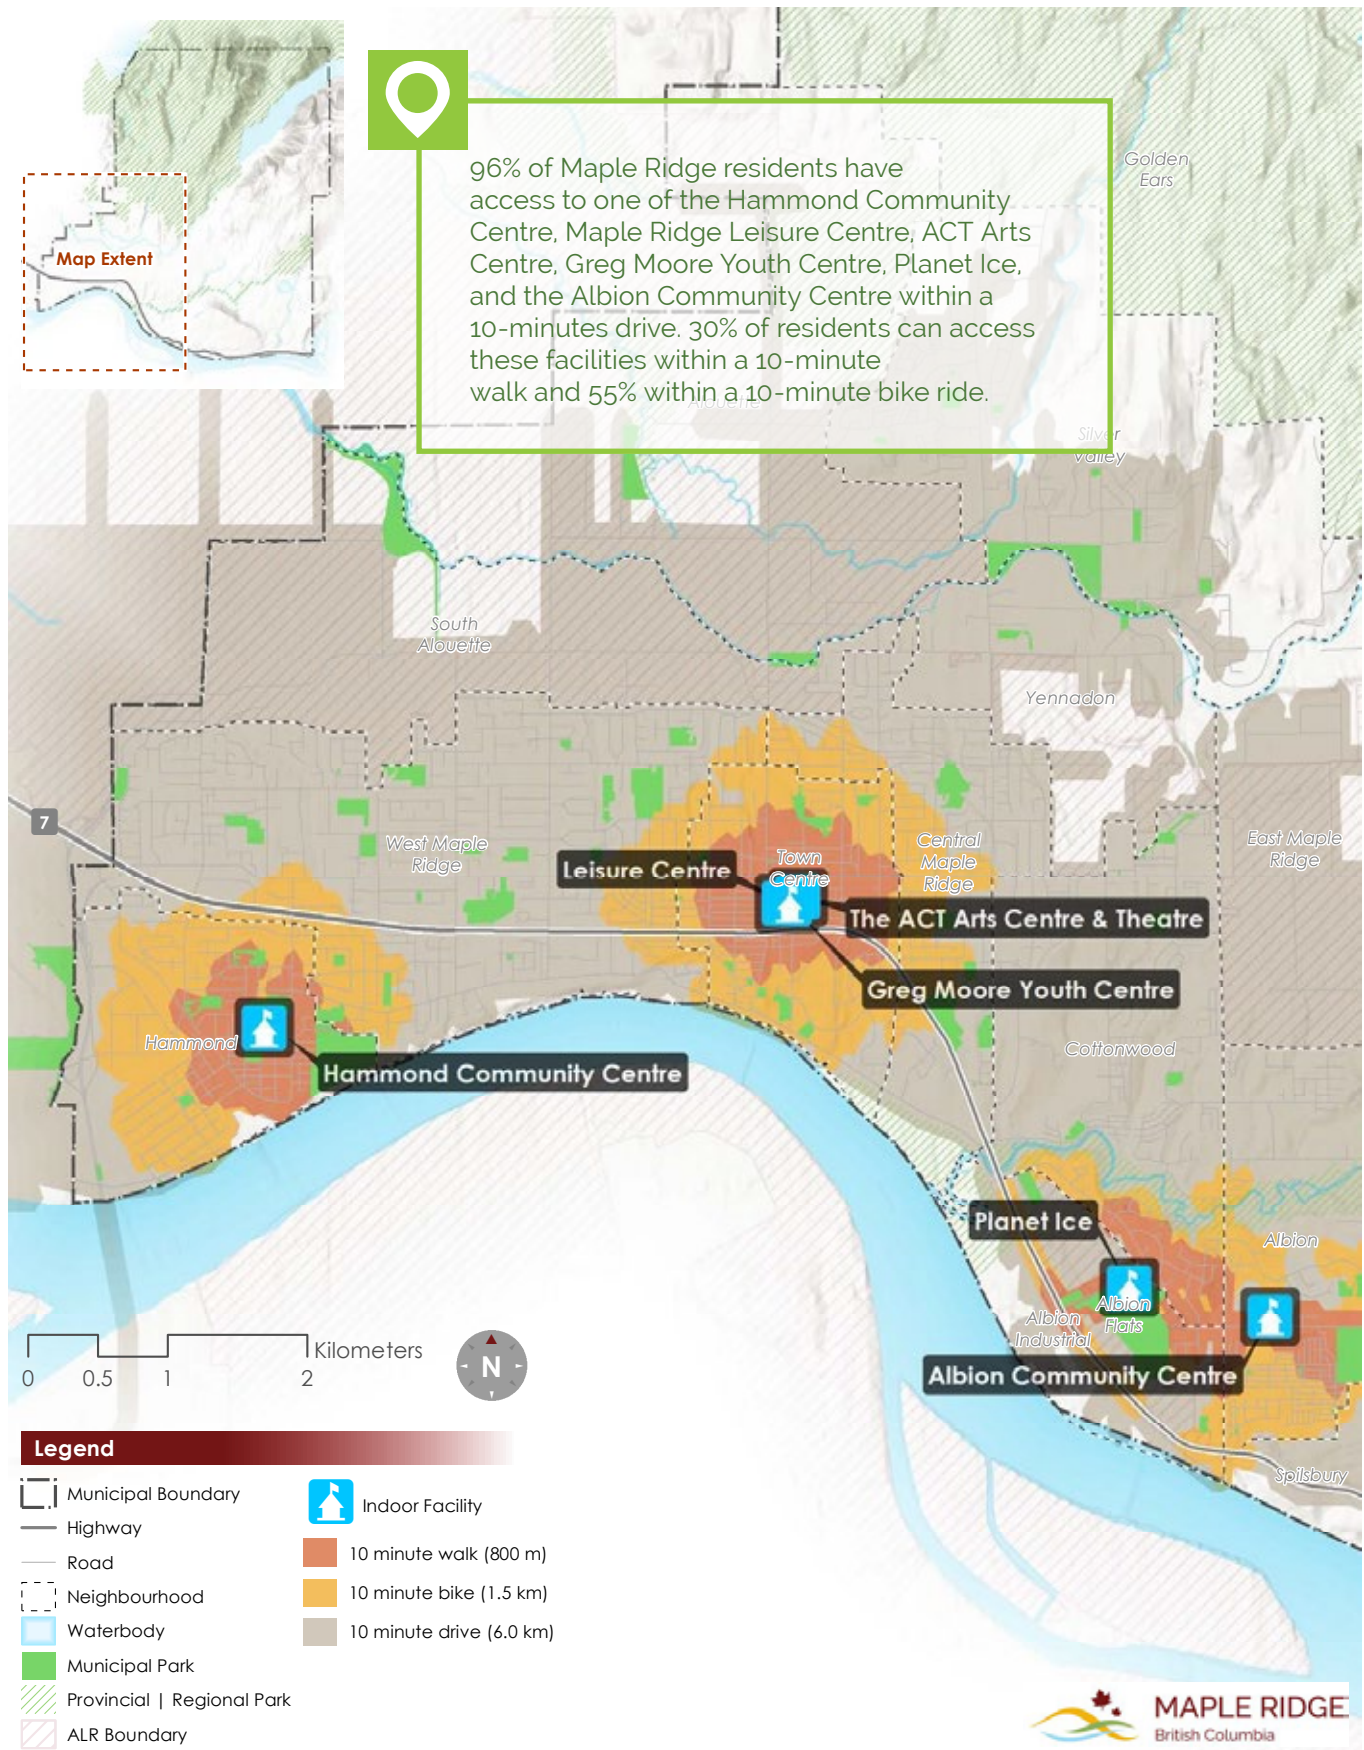 96% of Maple Ridge residents have
access to one of the Hammond Community
Centre, Maple Ridge Leisure Centre, ACT Arts
Centre, Greg Moore Youth Centre, Planet Ice,
and the Albion Community Centre within a
10-minutes drive. 30% of residents can access
these facilities within a 10-minute
walk and 55% within a 10-minute bike ride.
Map Extent
Golden
Ears
Alouette
Silver
Valley
South
Alouette
Yennadon
7
West Maple
Ridge
Town
Centre
Central
Maple
Ridge
East Maple
Ridge
Leisure Centre
The ACT Arts Centre & Theatre
Greg Moore Youth Centre
Hammond
Hammond Community Centre
Cottonwood
Planet Ice
Albion
Albion
Flats
Albion
Industrial
Albion Community Centre
Spilsbury
Kilometers
0 0.5 1 2
N
Legend
Municipal Boundary
Highway
Road
Neighbourhood
Waterbody
Municipal Park
Provincial | Regional Park
ALR Boundary
Indoor Facility
10 minute walk (800 m)
10 minute bike (1.5 km)
10 minute drive (6.0 km)
MAPLE RIDGE
British Columbia